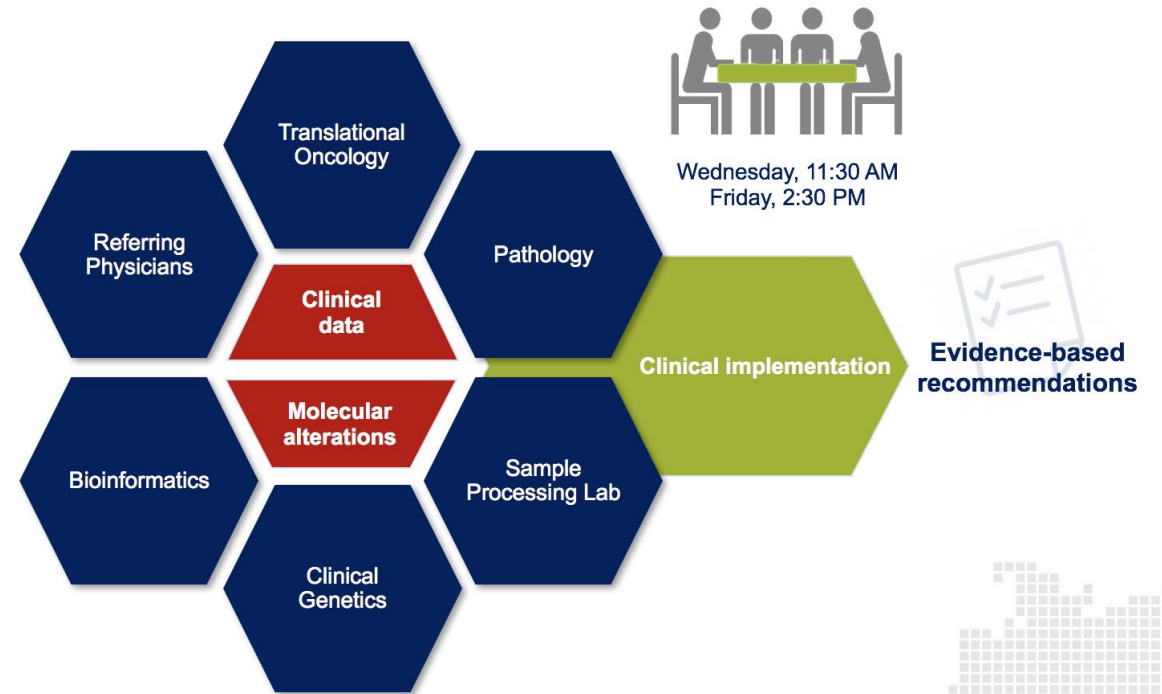 Translational
Oncology
Wednesday, 11:30 AM
Friday, 2:30 PM
Referring
Physicians
Pathology
Clinical
data
Clinical implementation
Evidence-based
recommendations
Molecular
alterations
Bioinformatics
Sample
Processing Lab
Clinical
Genetics